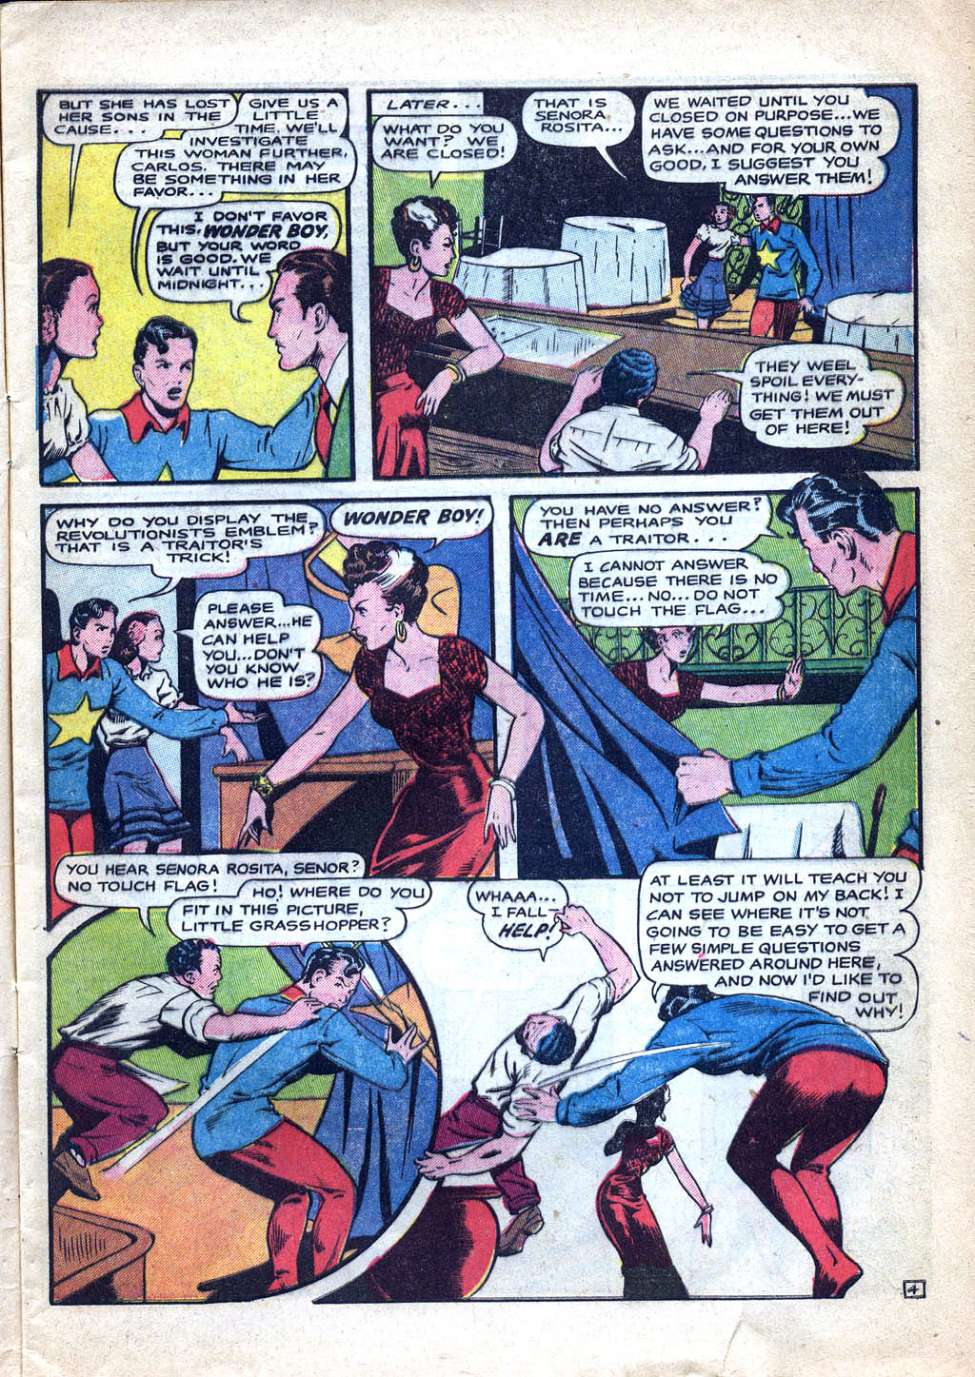 BUT SHE HAS LOST
HER SONS IN THE
CAUSE...
GIVE US A
LITTLE
TIME. WE'LL
INVESTIGATE
THIS WOMAN FURTHER,
CARLOS. THERE MAY
BE SOMETHING IN HER
FAVOR...
I DON'T FAVOR
THIS, WONDER BOY,
BUT YOUR WORD
IS GOOD. WE
WAIT UNTIL
MIDNIGHT...
LATER...
WHAT DO YOU
WANT? WE
ARE CLOSED!
THAT IS
SENORA
ROSITA...
WE WAITED UNTIL YOU
CLOSED ON PURPOSE...WE
HAVE SOME QUESTIONS TO
ASK...AND FOR YOUR OWN
GOOD, I SUGGEST YOU
ANSWER THEM!
THEY WEEL
SPOIL EVERY-
THING! WE MUST
GET THEM OUT
OF HERE!
WHY DO YOU DISPLAY THE
REVOLUTIONISTS EMBLEM?
THAT IS A TRAITOR'S
TRICK!
PLEASE
ANSWER...HE
CAN HELP
YOU...DON'T
YOU KNOW
WHO HE IS?
WONDER BOY!
YOU HAVE NO ANSWER?
THEN PERHAPS YOU
ARE A TRAITOR...
I CANNOT ANSWER
BECAUSE THERE IS NO
TIME...NO...DO NOT
TOUCH THE FLAG...
YOU HEAR SENORA ROSITA, SENOR?
NO TOUCH FLAG!
HO! WHERE DO YOU
FIT IN THIS PICTURE,
LITTLE GRASSHOPPER?
WHAAA...
I FALL-
HELP!
AT LEAST IT WILL TEACH YOU
NOT TO JUMP ON MY BACK! I
CAN SEE WHERE IT'S NOT
GOING TO BE EASY TO GET A
FEW SIMPLE QUESTIONS
ANSWERED AROUND HERE,
AND NOW I'D LIKE TO
FIND OUT
WHY!
4